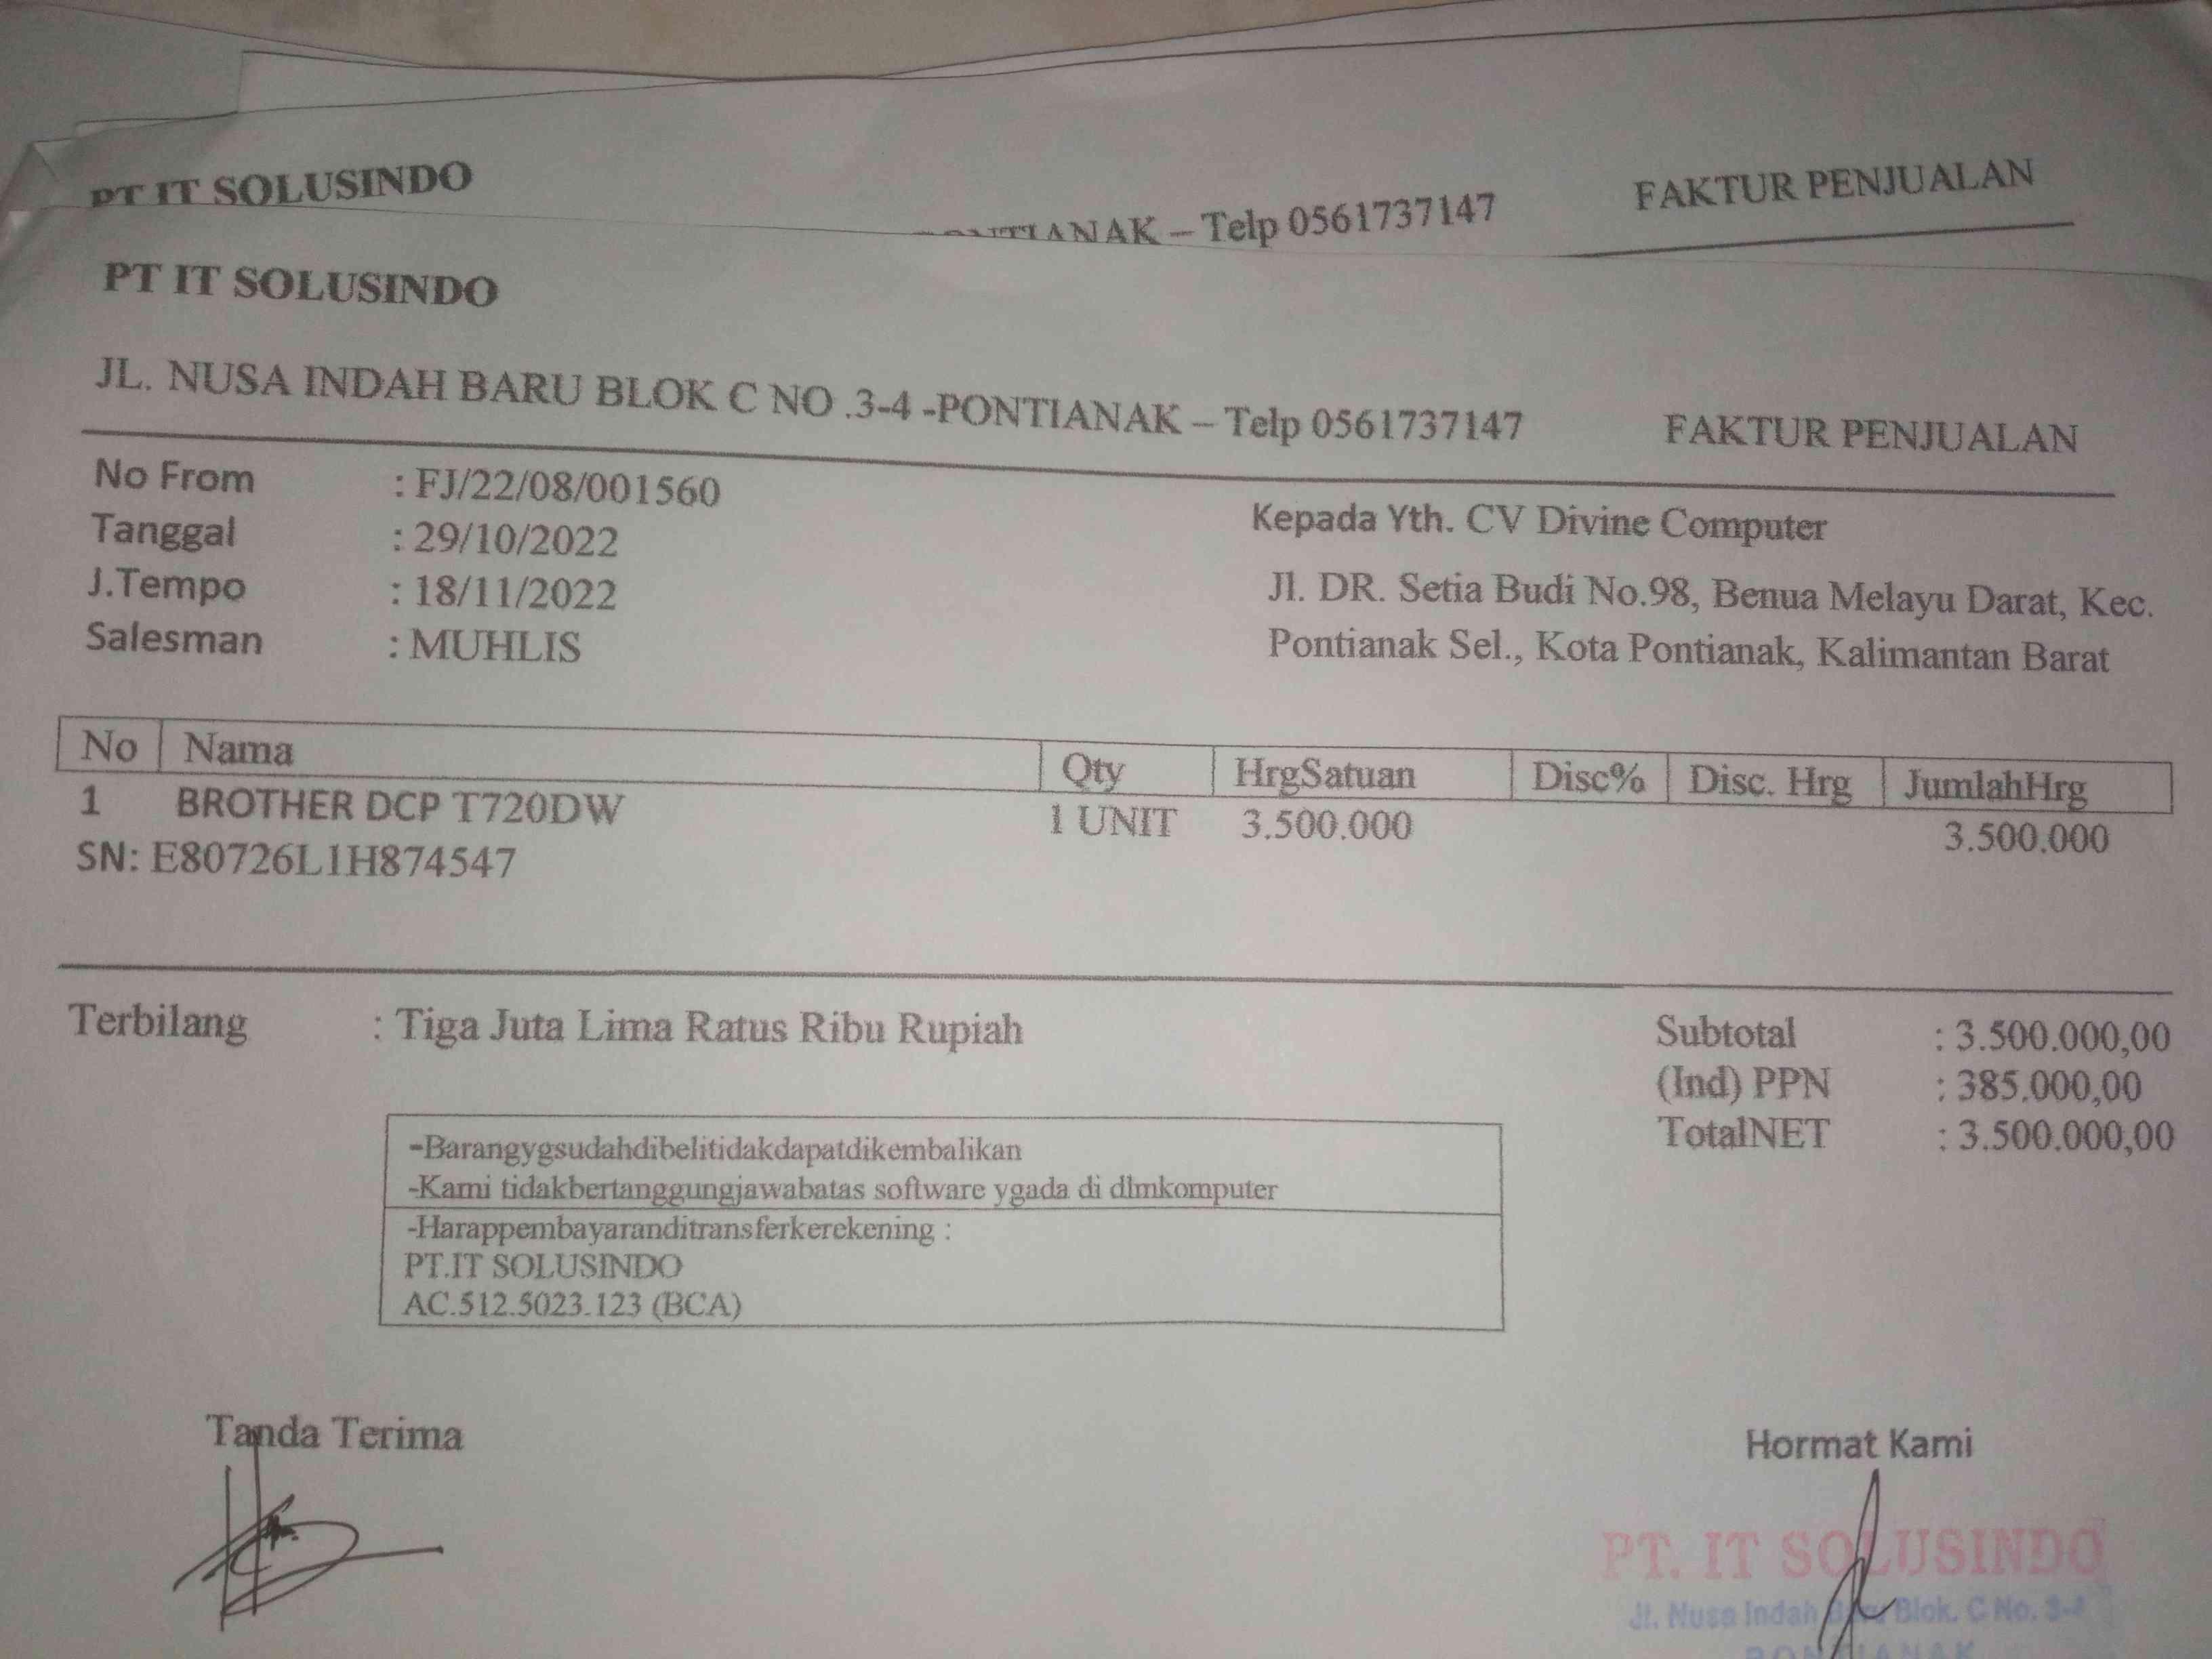 PT IT SOLUSINDO
PONTIANAK – Telp 0561737147
FAKTUR PENJUALAN
PT IT SOLUSINDO
JL. NUSA INDAH BARU BLOK C NO .3-4 -PONTIANAK – Telp 0561737147 FAKTUR PENJUALAN
No From : FJ/22/08/001560
Tanggal : 29/10/2022
J.Tempo : 18/11/2022
Salesman : MUHLIS
Kepada Yth. CV Divine Computer
Jl. DR. Setia Budi No.98, Benua Melayu Darat, Kec.
Pontianak Sel., Kota Pontianak, Kalimantan Barat
No Nama Qty HrgSatuan Disc% Disc. Hrg JumlahHrg
1 BROTHER DCP T720DW 1 UNIT 3.500.000 3.500.000
SN: E80726L1H874547
Terbilang : Tiga Juta Lima Ratus Ribu Rupiah
Subtotal : 3.500.000,00
(Ind) PPN : 385.000,00
TotalNET : 3.500.000,00
-Barangygsudahdibelitidakdapatdikembalikan
-Kami tidakbertanggungjawabatas software ygada di dlmkomputer
-Harappembayaranditransferkerekening :
PT.IT SOLUSINDO
AC.512.5023.123 (BCA)
Tanda Terima
Hormat Kami
PT. IT SOLUSINDO
Jl. Nusa Indah Baru Blok. C No. 3-4
PONTIANAK